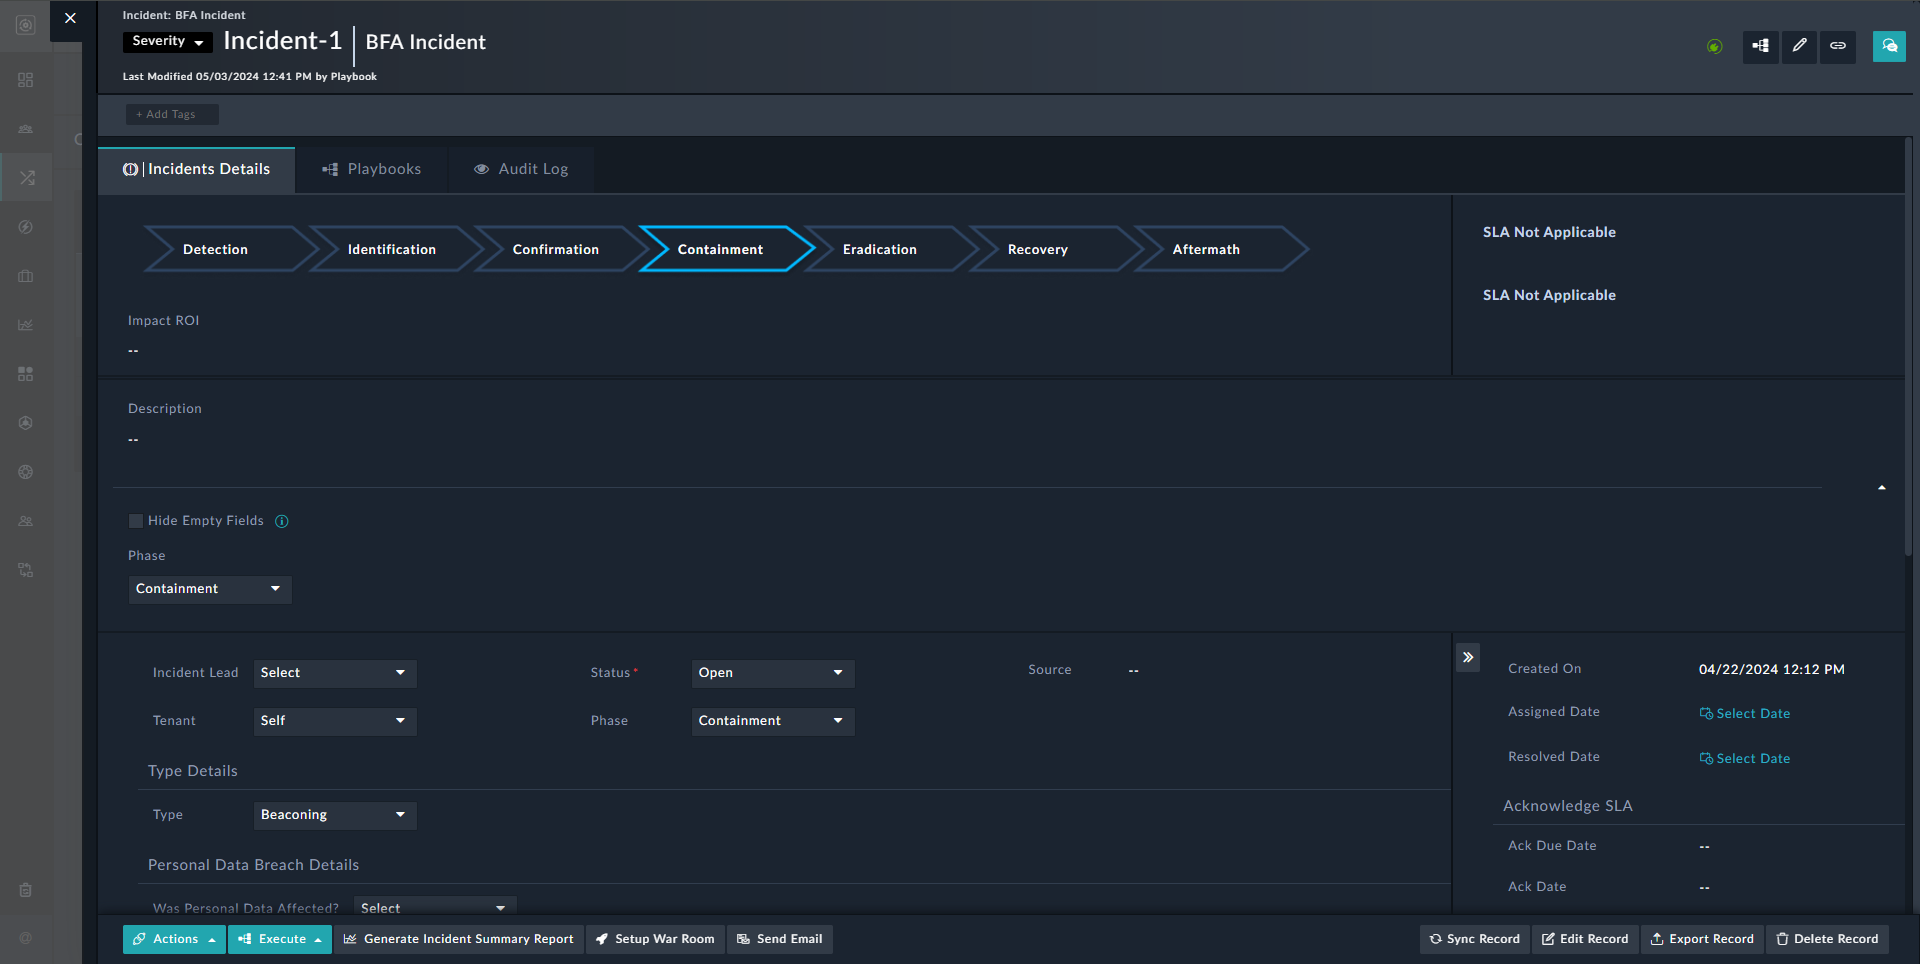 Incident: BFA Incident
Severity
Incident-1
BFA Incident
Last Modified 05/03/2024 12:41 PM by Playbook
+ Add Tags
Incidents Details
Playbooks
Audit Log
Detection
Identification
Confirmation
Containment
Eradication
Recovery
Aftermath
SLA Not Applicable
SLA Not Applicable
Impact ROI
--
Description
--
Hide Empty Fields
Phase
Containment
Incident Lead Select
Status* Open
Source --
Tenant Self
Phase Containment
Type Details
Type Beaconing
Personal Data Breach Details
Was Personal Data Affected? Select
Created On 04/22/2024 12:12 PM
Assigned Date Select Date
Resolved Date Select Date
Acknowledge SLA
Ack Due Date --
Ack Date --
Actions
Execute
Generate Incident Summary Report
Setup War Room
Send Email
Sync Record
Edit Record
Export Record
Delete Record